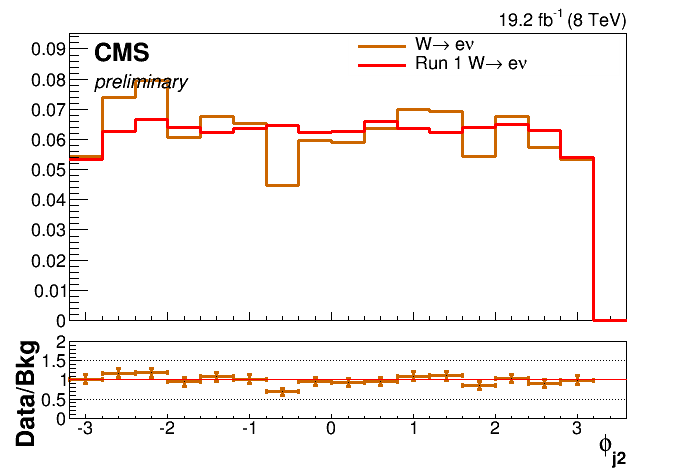 19.2 fb-1 (8 TeV)
CMS
preliminary
W→ eν
Run 1 W→ eν
0.09
0.08
0.07
0.06
0.05
0.04
0.03
0.02
0.01
0
2
1.5
1
0.5
0
Data/Bkg
-3 -2 -1 0 1 2 3
ϕj2